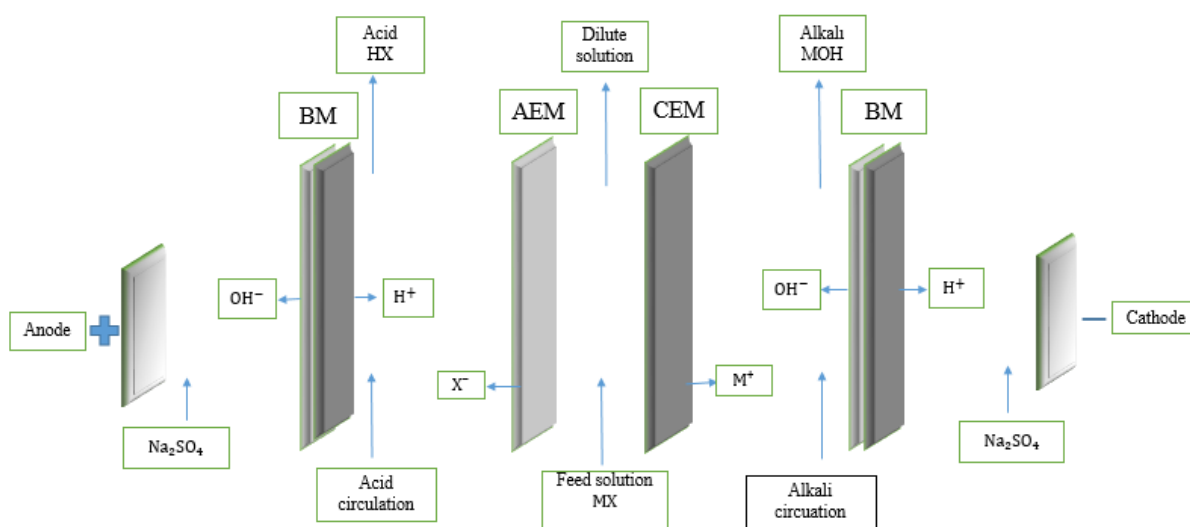 Acid
HX
Dilute
solution
Alkalı
MOH
BM
AEM
CEM
BM
OH⁻
H⁺
OH⁻
H⁺
Anode
Cathode
X⁻
M⁺
Na₂SO₄
Na₂SO₄
Acid
circulation
Feed solution
MX
Alkali
circuation